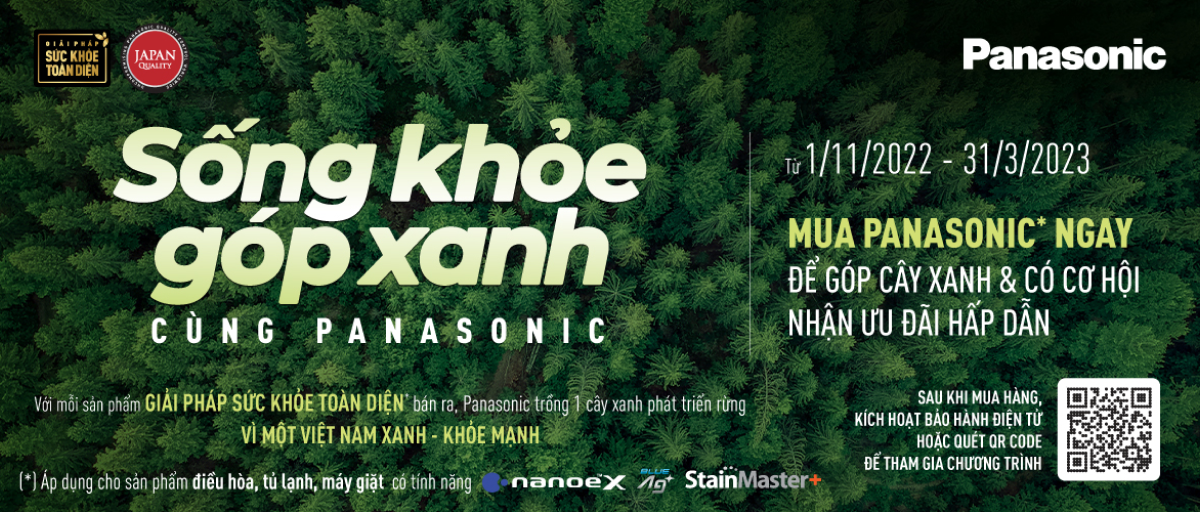 GIẢI PHÁP
SỨC KHỎE
TOÀN DIỆN
JAPAN
QUALITY
Panasonic
Sống khỏe
góp xanh
CÙNG PANASONIC
Từ 1/11/2022 - 31/3/2023
MUA PANASONIC* NGAY
ĐỂ GÓP CÂY XANH & CÓ CƠ HỘI
NHẬN ƯU ĐÃI HẤP DẪN
Với mỗi sản phẩm GIẢI PHÁP SỨC KHỎE TOÀN DIỆN* bán ra, Panasonic trồng 1 cây xanh phát triển rừng
VÌ MỘT VIỆT NAM XANH - KHỎE MẠNH
SAU KHI MUA HÀNG,
KÍCH HOẠT BẢO HÀNH ĐIỆN TỬ
HOẶC QUÉT QR CODE
ĐỂ THAM GIA CHƯƠNG TRÌNH
(*) Áp dụng cho sản phẩm điều hòa, tủ lạnh, máy giặt có tính năng nanoe™X BLUE Ag+ StainMaster+